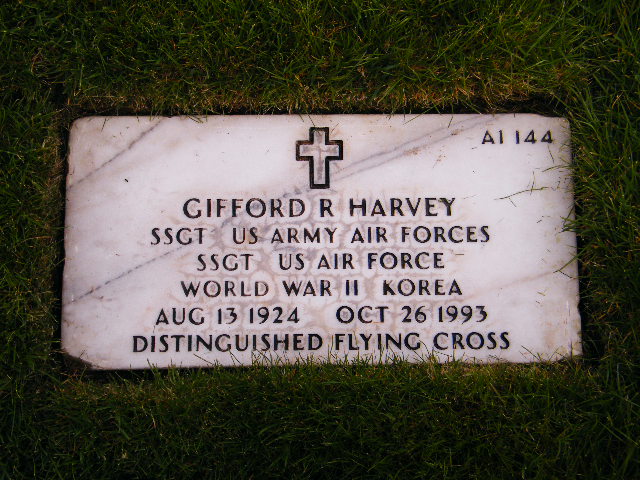 A1 144
GIFFORD R HARVEY
SSGT US ARMY AIR FORCES
SSGT US AIR FORCE
WORLD WAR II KOREA
AUG 13 1924 OCT 26 1993
DISTINGUISHED FLYING CROSS